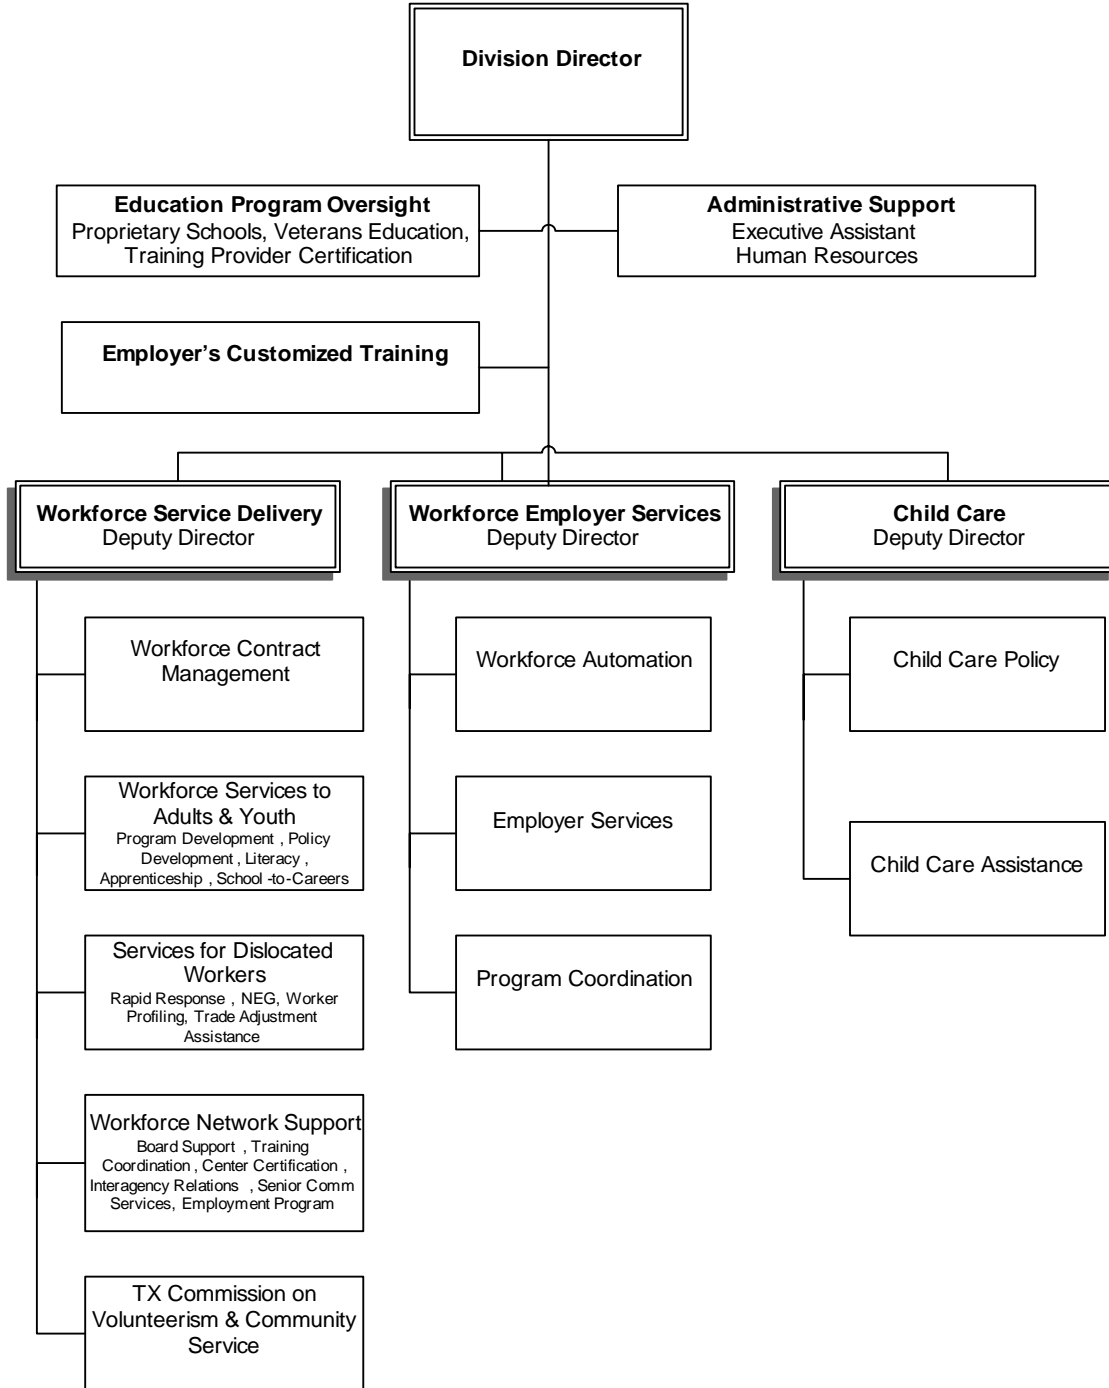 Division Director
Education Program Oversight
Proprietary Schools, Veterans Education,
Training Provider Certification
Administrative Support
Executive Assistant
Human Resources
Employer's Customized Training
Workforce Service Delivery
Deputy Director
Workforce Employer Services
Deputy Director
Child Care
Deputy Director
Workforce Contract
Management
Workforce Automation
Child Care Policy
Workforce Services to
Adults & Youth
Program Development , Policy
Development , Literacy ,
Apprenticeship , School -to-Careers
Employer Services
Child Care Assistance
Services for Dislocated
Workers
Rapid Response , NEG, Worker
Profiling, Trade Adjustment
Assistance
Program Coordination
Workforce Network Support
Board Support , Training
Coordination , Center Certification ,
Interagency Relations , Senior Comm
Services, Employment Program
TX Commission on
Volunteerism & Community
Service